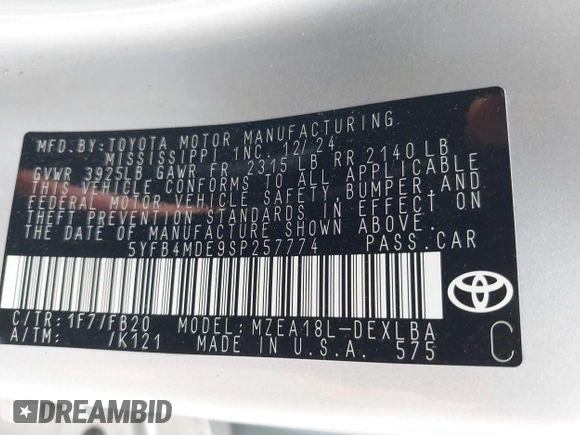 MFD.BY:TOYOTA MOTOR MANUFACTURING
MISSISSIPPI INC. 12/24
GVWR 3925LB GAWR FR 2315 LB RR 2140 LB
THIS VEHICLE CONFORMS TO ALL APPLICABLE
FEDERAL MOTOR VEHICLE SAFETY,BUMPER,AND
THEFT PREVENTION STANDARDS IN EFFECT ON
THE DATE OF MANUFACTURE SHOWN ABOVE.
5YFB4MDE9SP257774 PASS.CAR
C/TR:1F7/FB20 MODEL:MZEA18L-DEXLBA
A/TM: /K121 MADE IN U.S.A. 575
C
DREAMBID